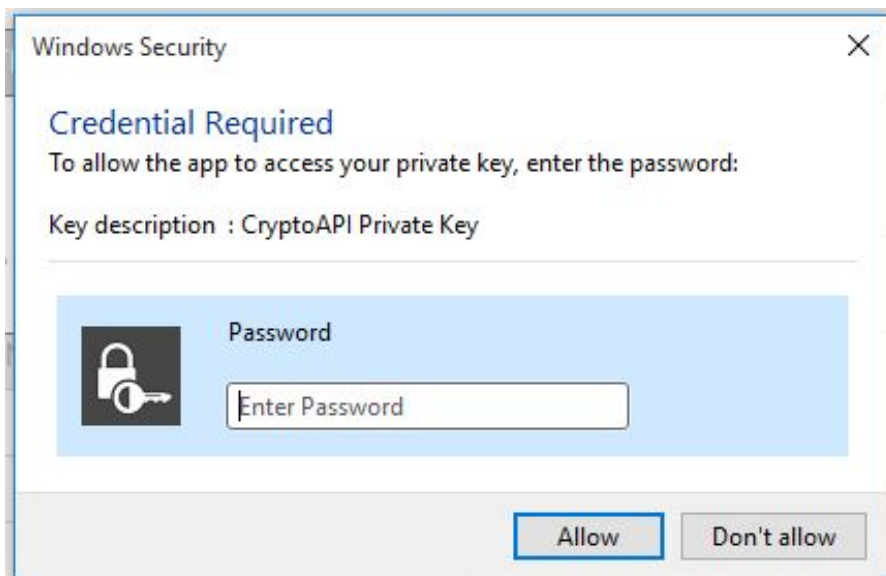 Windows Security
Credential Required
To allow the app to access your private key, enter the password:
Key description : CryptoAPI Private Key
Password
Enter Password
Allow
Don't allow